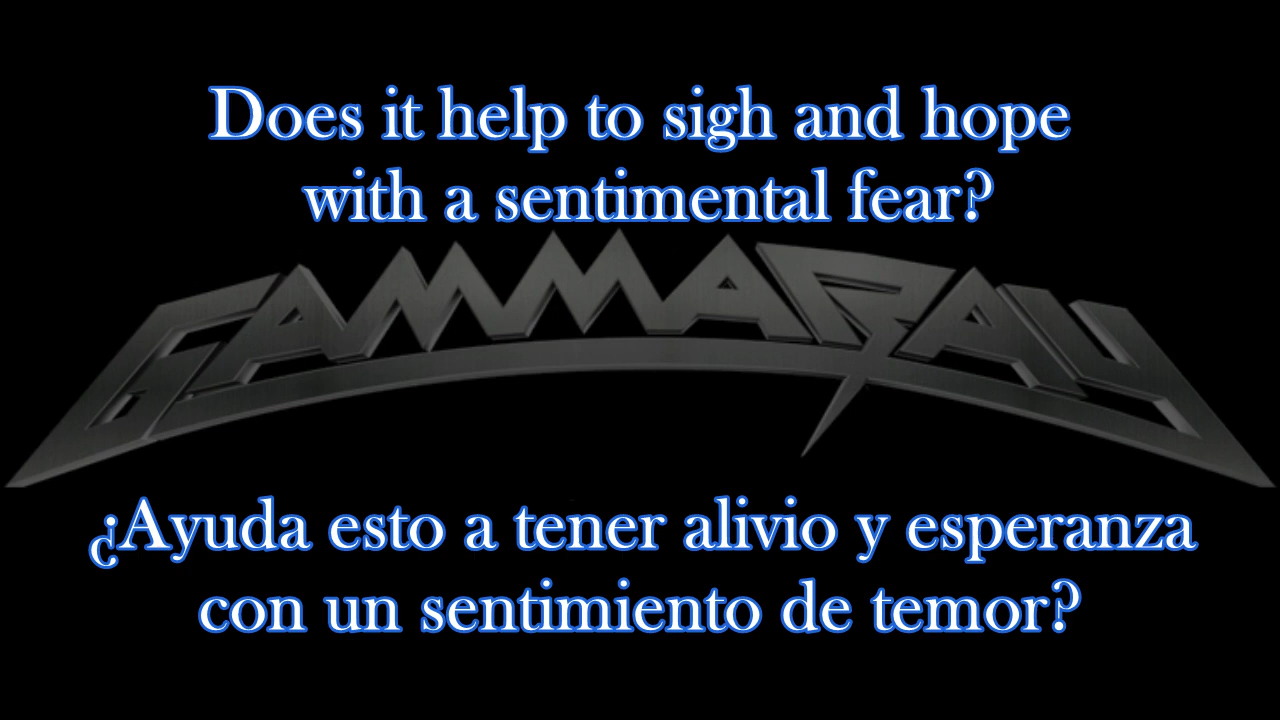 Does it help to sigh and hope
with a sentimental fear?
GAMMARAY
¿Ayuda esto a tener alivio y esperanza
con un sentimiento de temor?